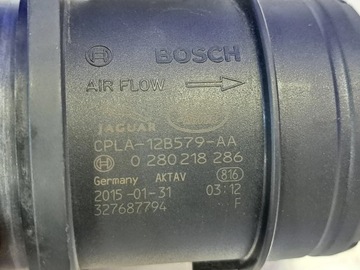 BOSCH
AIR FLOW
JAGUAR
CPLA-12B579-AA
0 280 218 286
Germany AKTAV 816
2015-01-31 03:12
327687794 F